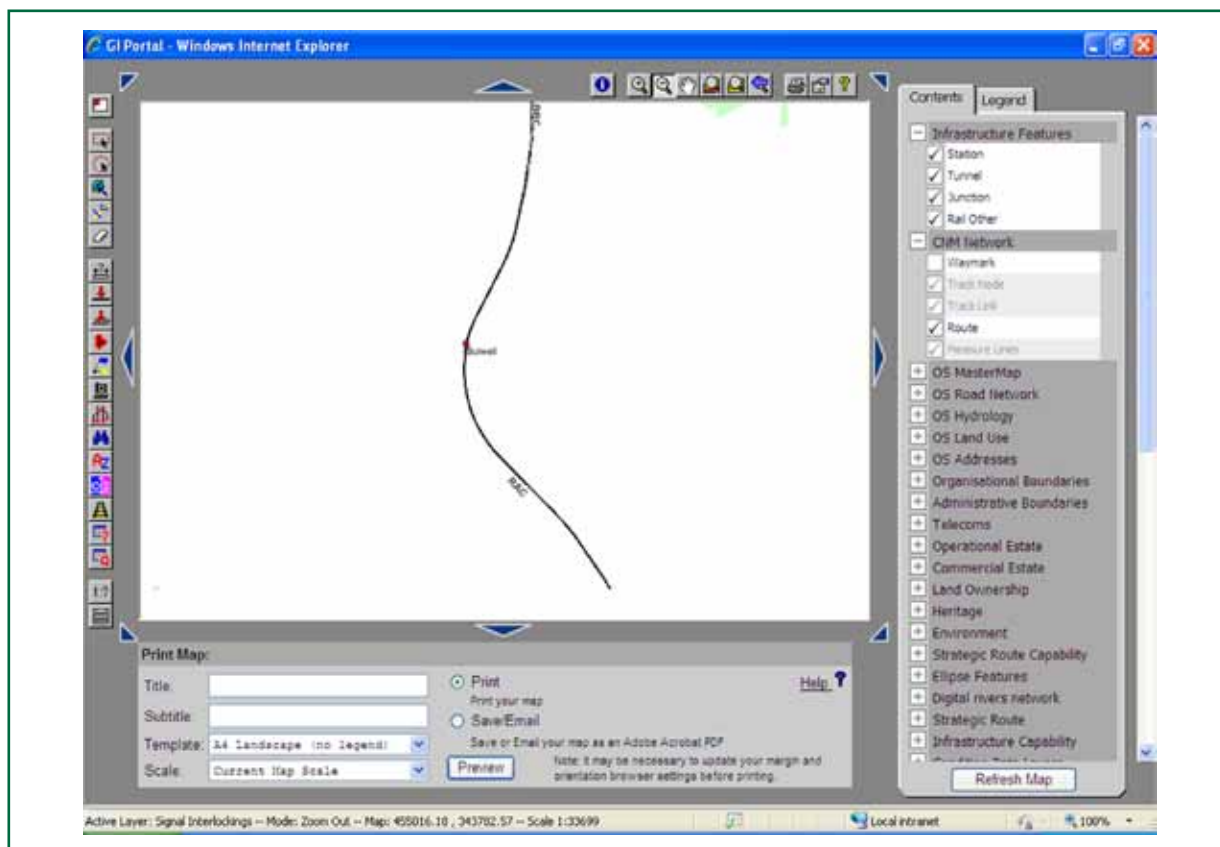 GI Portal - Windows Internet Explorer
Contents
Legend
Infrastructure Features
Station
Tunnel
Junction
Rail Other
CNM Network
Waymark
Track Node
Track Link
Route
Measure Lines
OS MasterMap
OS Road Network
OS Hydrology
OS Land Use
OS Addresses
Organisational Boundaries
Administrative Boundaries
Telecoms
Operational Estate
Commercial Estate
Land Ownership
Heritage
Environment
Strategic Route Capability
Ellipse Features
Digital rivers network
Strategic Route
Infrastructure Capability
Refresh Map
Bulwell
RAC
Print Map:
Title:
Subtitle:
Template: A4 Landscape (no legend)
Scale: Current Map Scale
Print
Print your map
Save/Email
Save or Email your map as an Adobe Acrobat PDF
Preview
Note: it may be necessary to update your margin and
orientation browser settings before printing.
Help ?
Active Layer: Signal Interlockings -- Mode: Zoom Out -- Map: 455016.18 , 343782.57 -- Scale 1:33699
Local intranet
100%